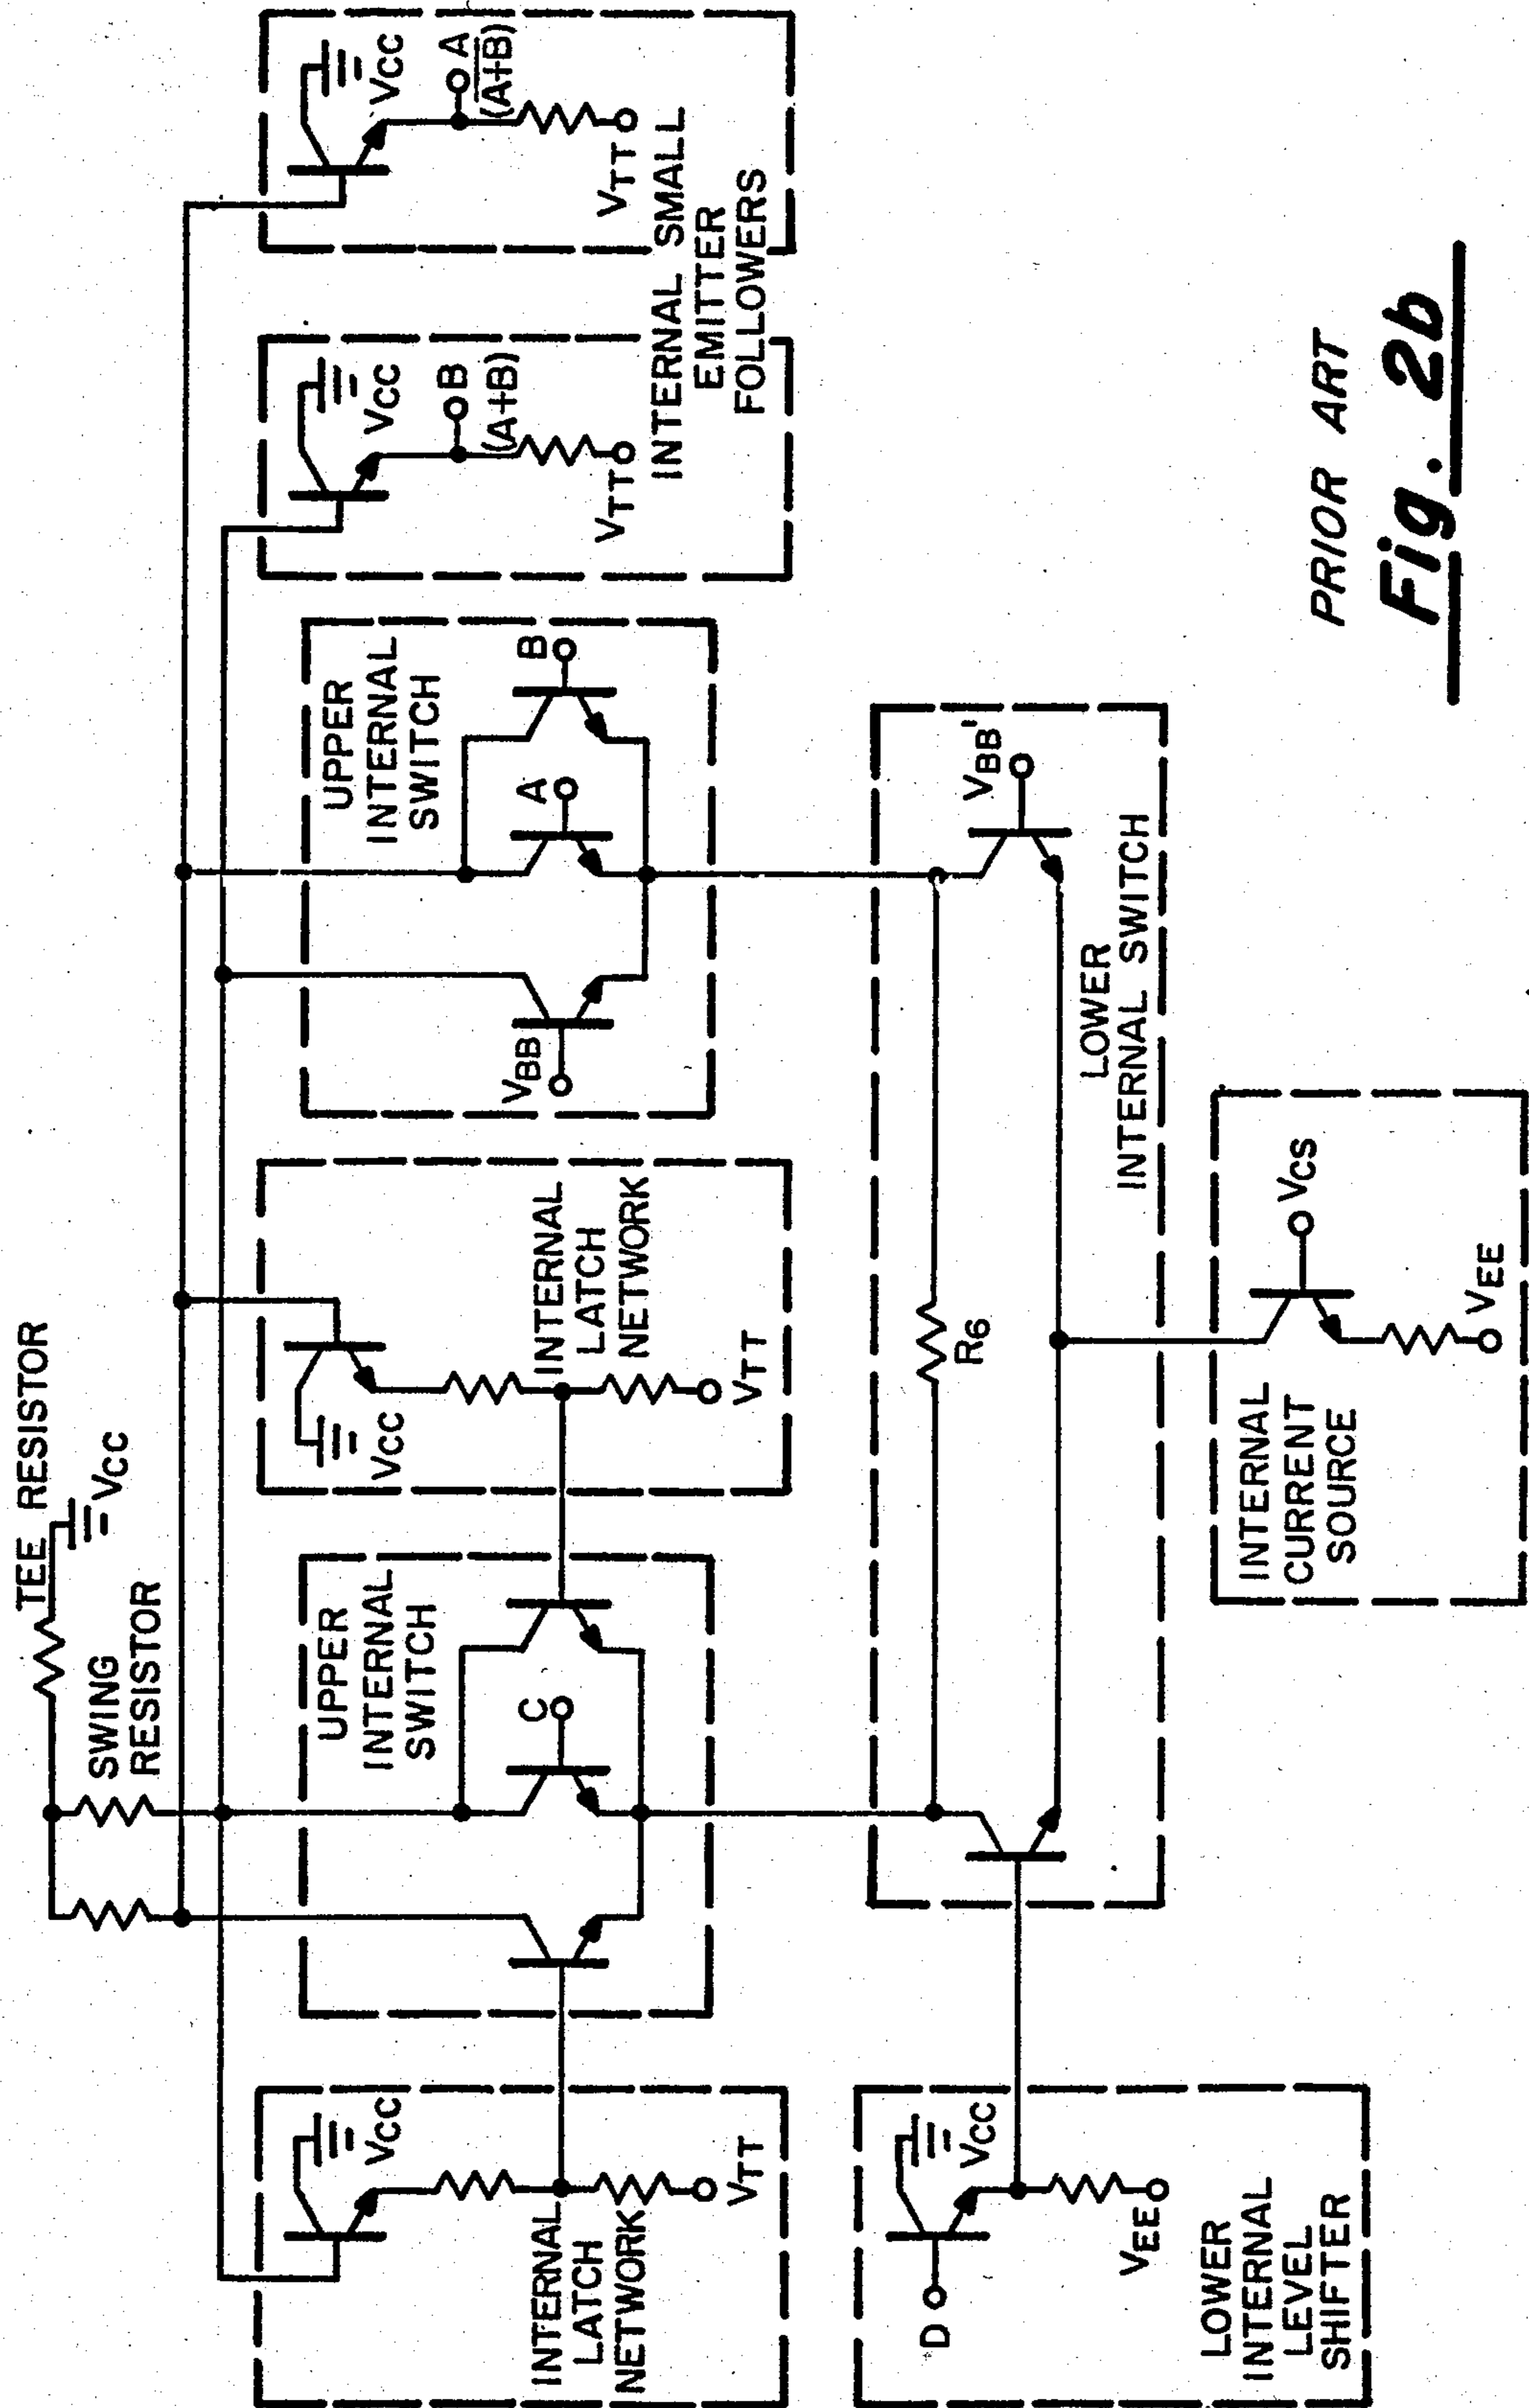 TEE RESISTOR
VCC
SWING
RESISTOR
VCC
INTERNAL
LATCH
NETWORK
VTT
UPPER
INTERNAL
SWITCH
C
VCC
INTERNAL
LATCH
NETWORK
VTT
UPPER
INTERNAL
SWITCH
VBB
A
B
VCC
B
(A+B)
VTT
VCC
A
(A+B)
VTT
INTERNAL SMALL
EMITTER
FOLLOWERS
D
VCC
VEE
LOWER
INTERNAL
LEVEL
SHIFTER
R6
VBB'
LOWER
INTERNAL SWITCH
INTERNAL
CURRENT
SOURCE
VCS
VEE
PRIOR ART
Fig. 2b